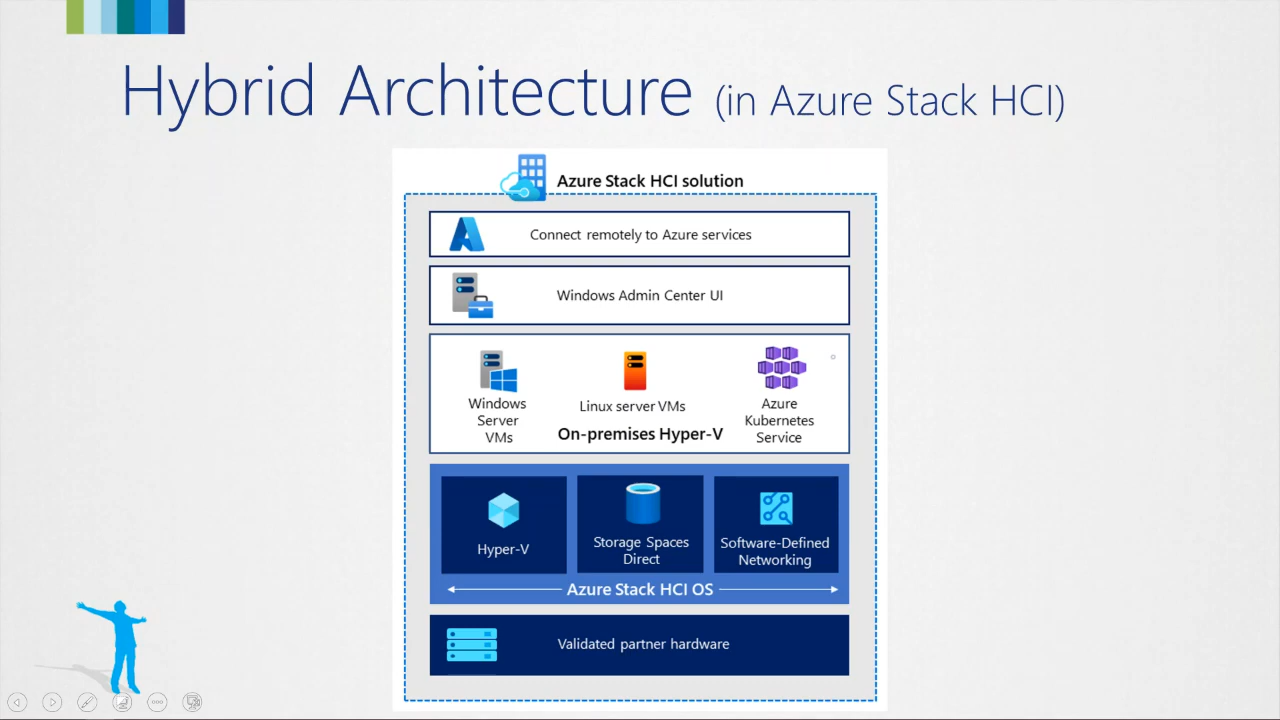 Hybrid Architecture (in Azure Stack HCI)
Azure Stack HCI solution
Connect remotely to Azure services
Windows Admin Center UI
Windows
Server
VMs
Linux server VMs
On-premises Hyper-V
Azure
Kubernetes
Service
Hyper-V
Storage Spaces
Direct
Software-Defined
Networking
Azure Stack HCI OS
Validated partner hardware